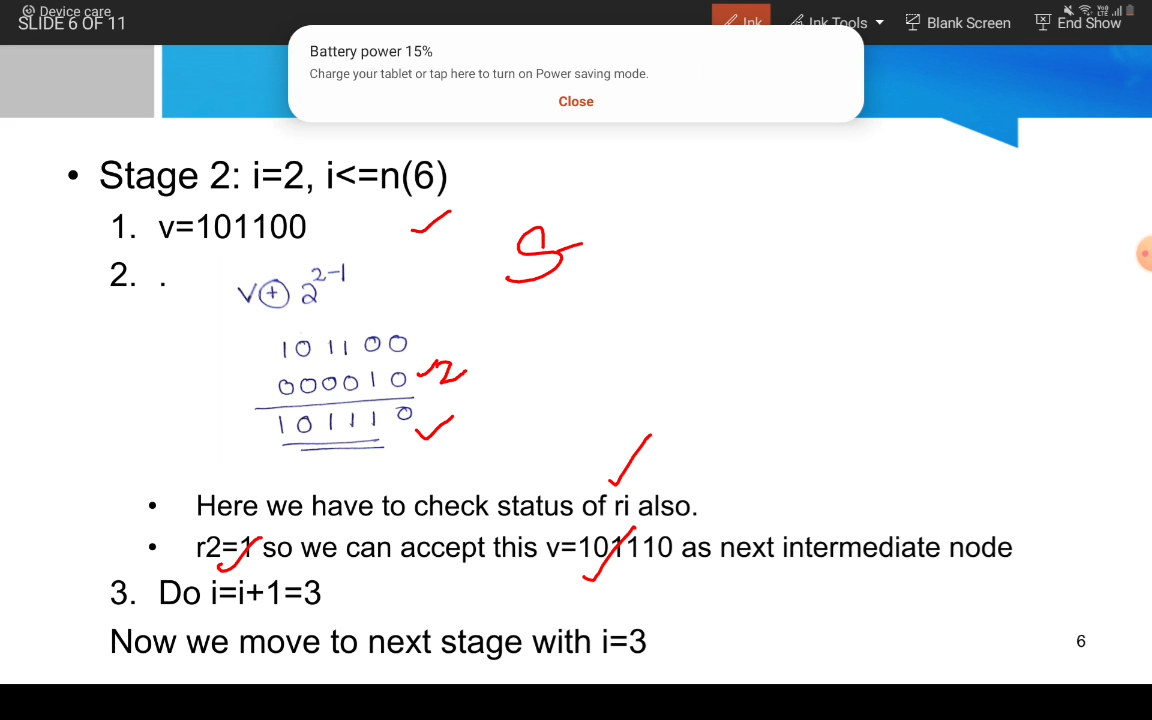 Device care
SLIDE 6 OF 11
Ink
Ink Tools
Blank Screen
End Show
Battery power 15%
Charge your tablet or tap here to turn on Power saving mode.
Close
• Stage 2: i=2, i<=n(6)
1. v=101100
2. .
v⊕2^2-1
101100
000010
101110
• Here we have to check status of ri also.
• r2=1 so we can accept this v=101110 as next intermediate node
3. Do i=i+1=3
Now we move to next stage with i=3
6